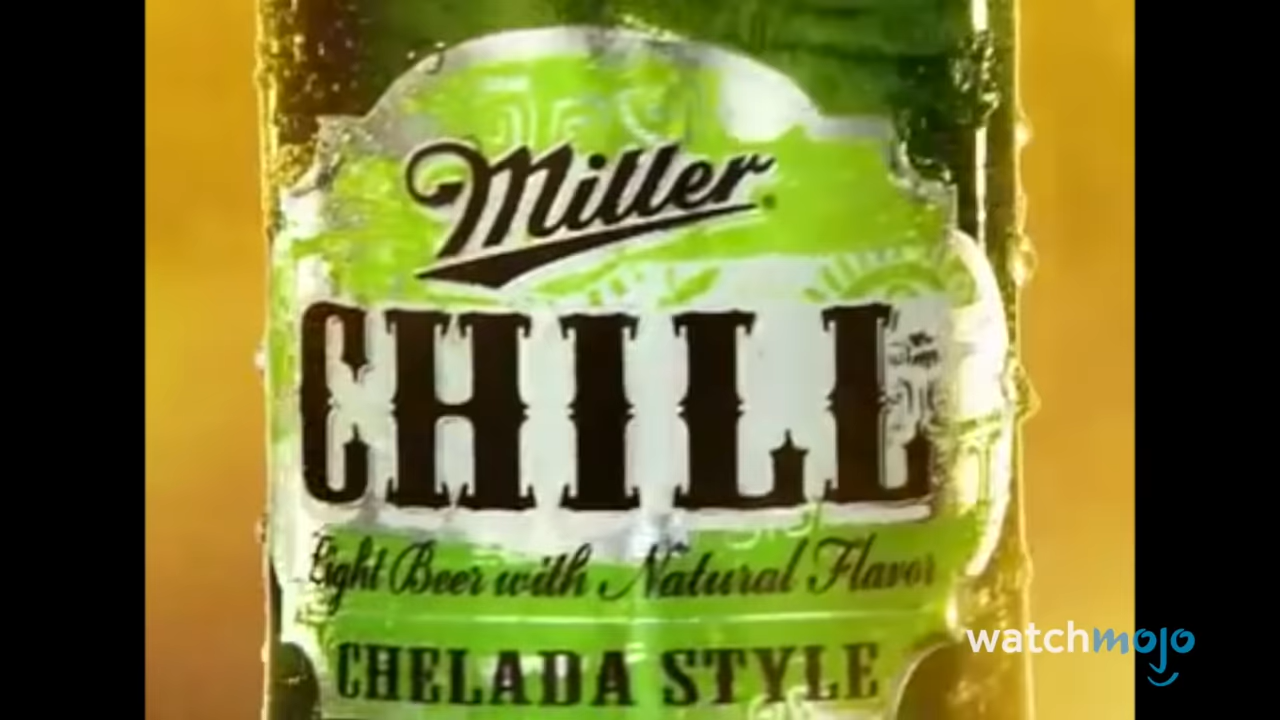 Miller
CHILL
Light Beer with Natural Flavor
CHELADA STYLE
watchmojo